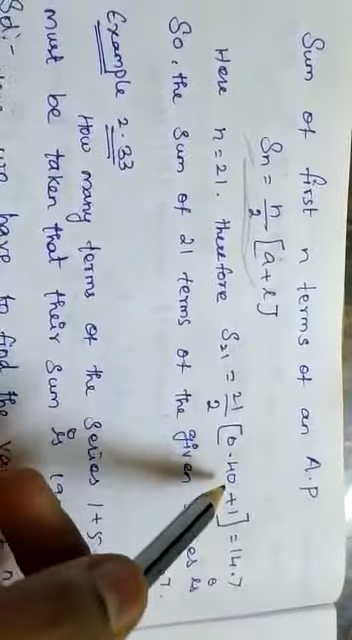 Sum of first n terms of an A.P
Sn = n/2 [a+l]
Here n=21. therefore S21 = 21/2 [0.40+1] = 14.7
So, the sum of 21 terms of the given is
7.
Example 2.33
How many terms of the series 1+5
must be taken that their sum is
Sol:- we have to find the